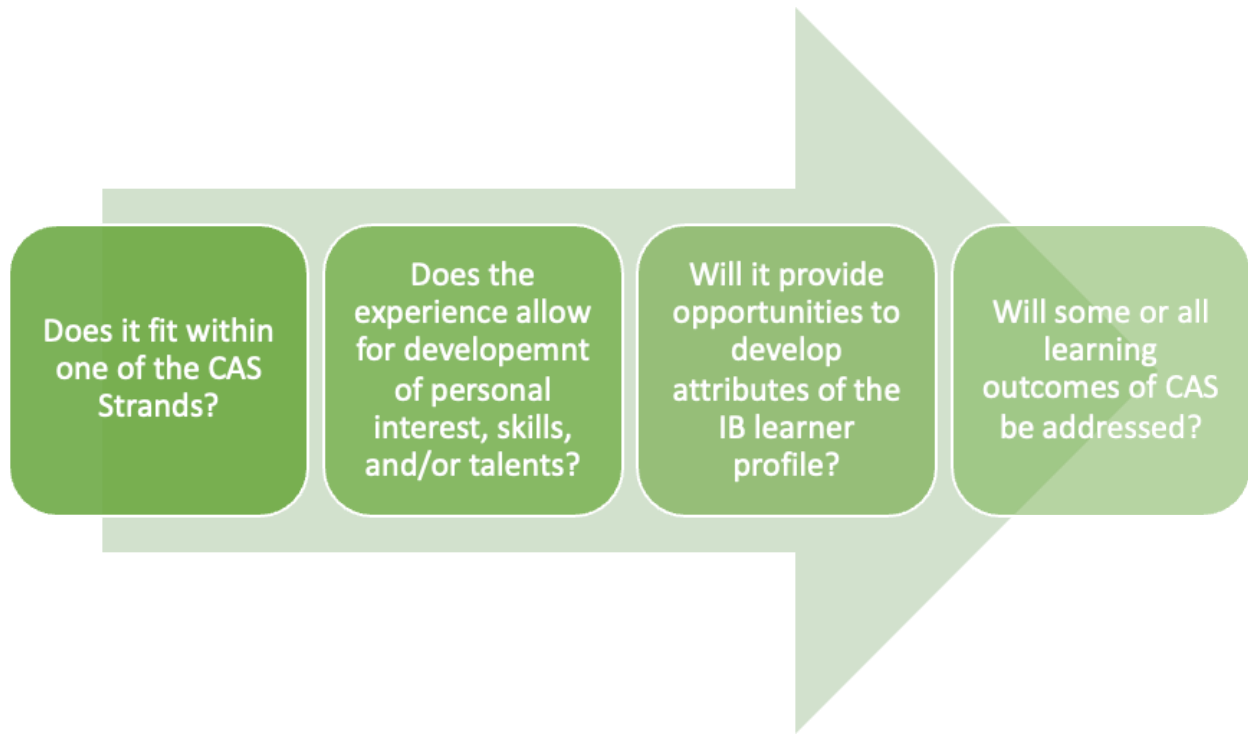 Does it fit within
one of the CAS
Strands?
Does the
experience allow
for developemnt
of personal
interest, skills,
and/or talents?
Will it provide
opportunities to
develop
attributes of the
IB learner
profile?
Will some or all
learning
outcomes of CAS
be addressed?